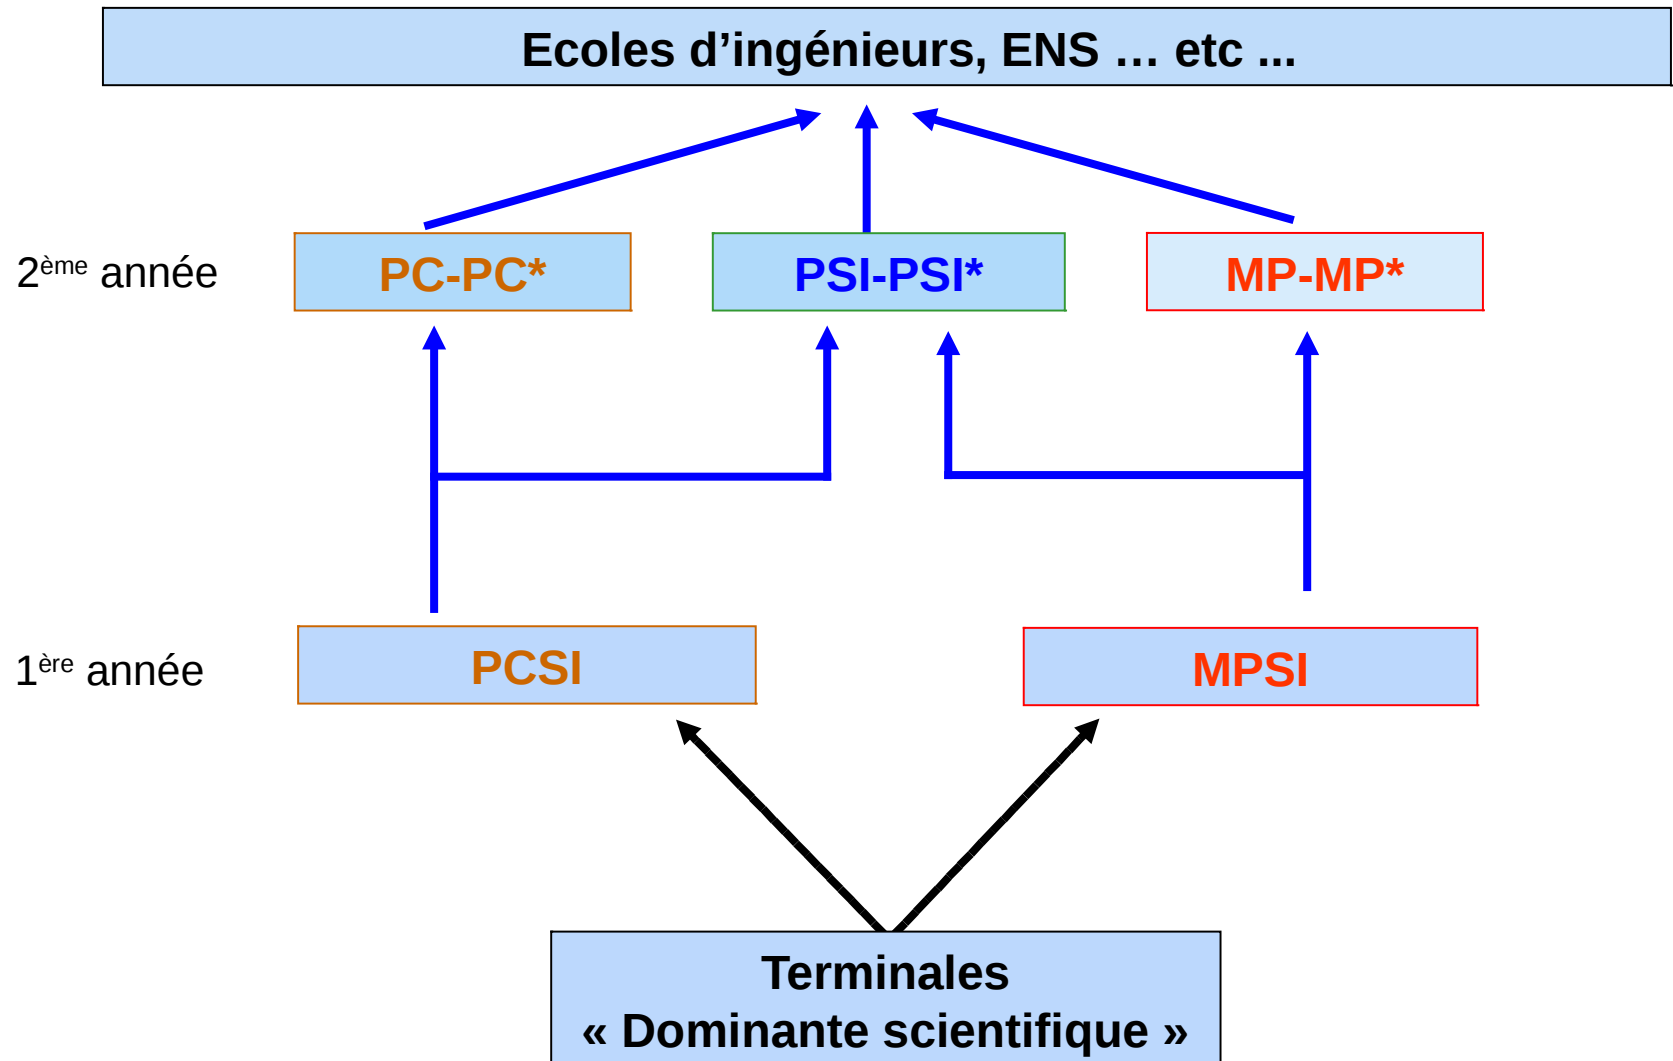 Ecoles d’ingénieurs, ENS … etc ...
2ème année
PC-PC*
PSI-PSI*
MP-MP*
1ère année
PCSI
MPSI
Terminales
« Dominante scientifique »